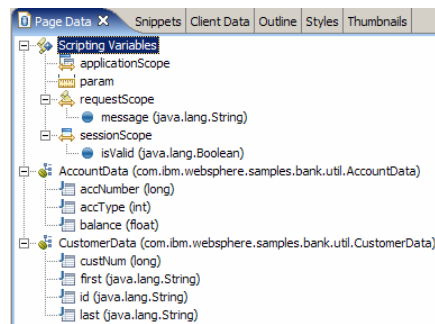 Page Data Snippets Client Data Outline Styles Thumbnails
Scripting Variables
applicationScope
param
requestScope
message (java.lang.String)
sessionScope
isValid (java.lang.Boolean)
AccountData (com.ibm.websphere.samples.bank.util.AccountData)
accNumber (long)
accType (int)
balance (float)
CustomerData (com.ibm.websphere.samples.bank.util.CustomerData)
custNum (long)
first (java.lang.String)
id (java.lang.String)
last (java.lang.String)